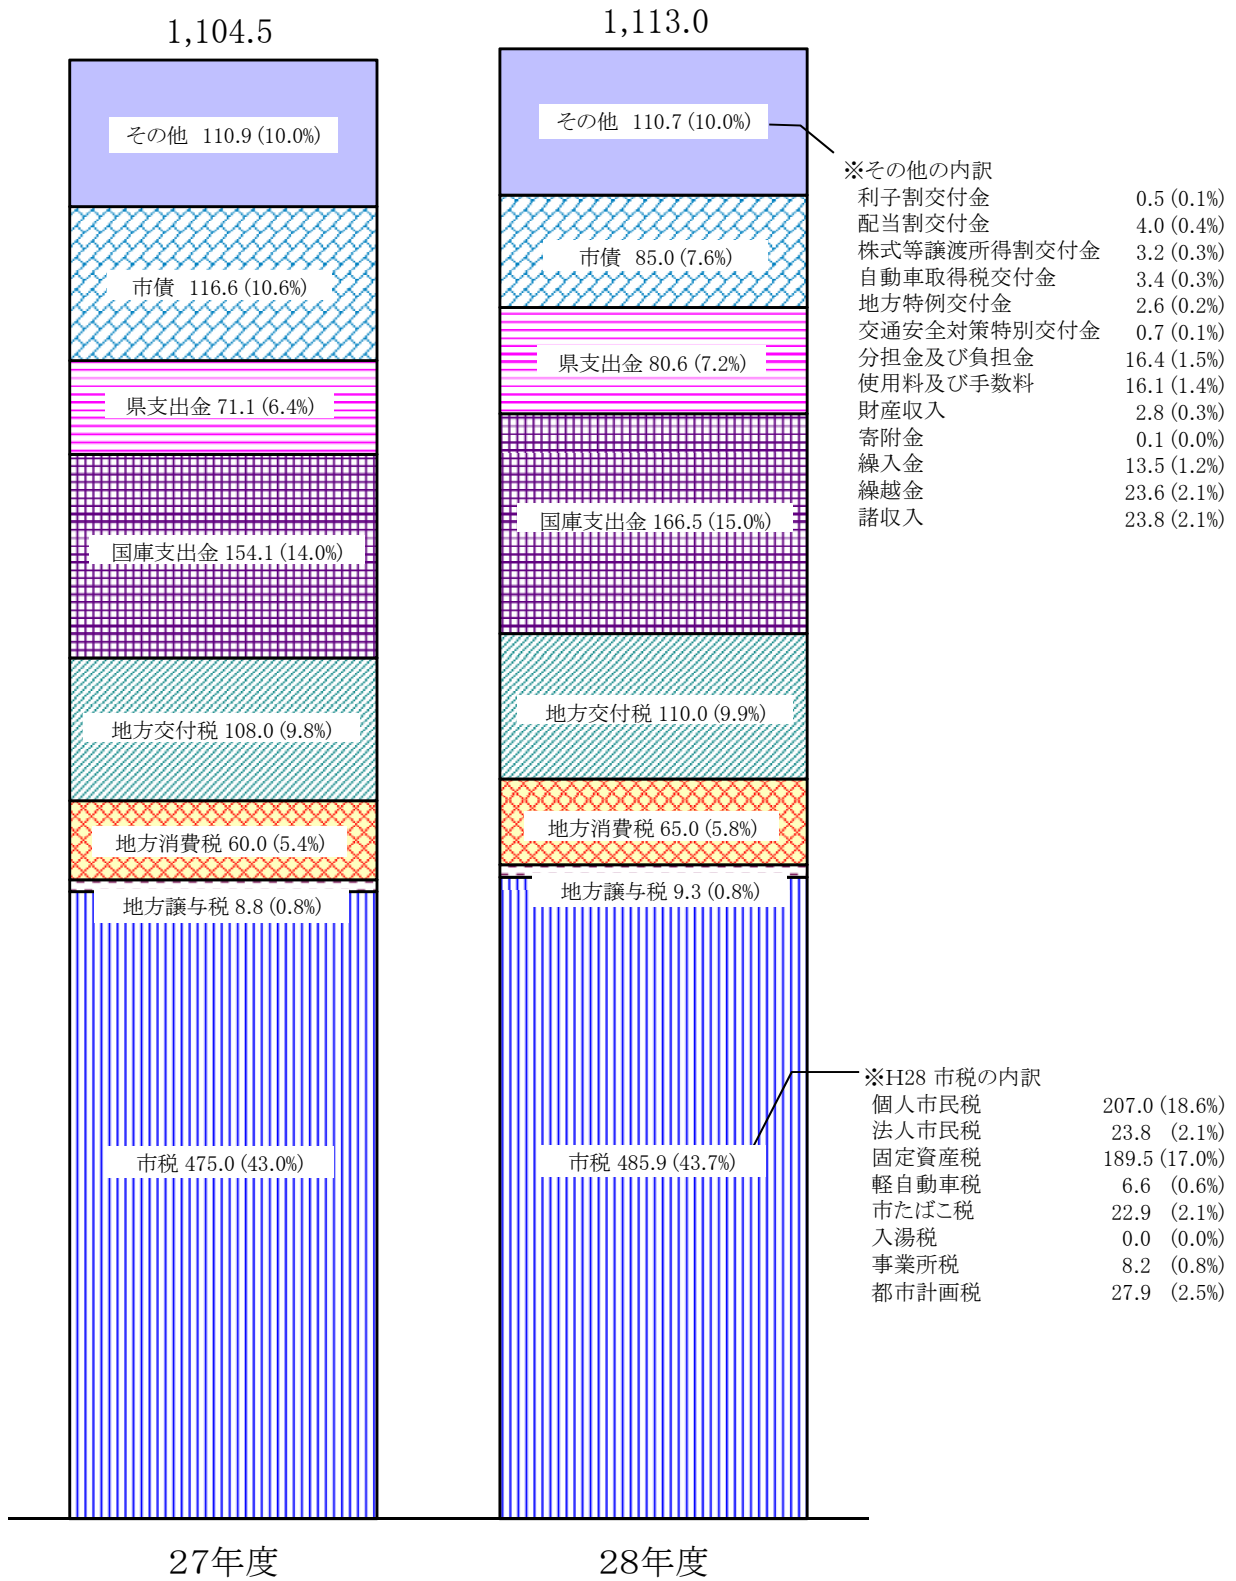 1,104.5
その他 110.9 (10.0%)
市債 116.6 (10.6%)
県支出金 71.1 (6.4%)
国庫支出金 154.1 (14.0%)
地方交付税 108.0 (9.8%)
地方消費税 60.0 (5.4%)
地方譲与税 8.8 (0.8%)
市税 475.0 (43.0%)
27年度
1,113.0
その他 110.7 (10.0%)
市債 85.0 (7.6%)
県支出金 80.6 (7.2%)
国庫支出金 166.5 (15.0%)
地方交付税 110.0 (9.9%)
地方消費税 65.0 (5.8%)
地方譲与税 9.3 (0.8%)
市税 485.9 (43.7%)
28年度
※その他の内訳
利子割交付金 0.5 (0.1%)
配当割交付金 4.0 (0.4%)
株式等譲渡所得割交付金 3.2 (0.3%)
自動車取得税交付金 3.4 (0.3%)
地方特例交付金 2.6 (0.2%)
交通安全対策特別交付金 0.7 (0.1%)
分担金及び負担金 16.4 (1.5%)
使用料及び手数料 16.1 (1.4%)
財産収入 2.8 (0.3%)
寄附金 0.1 (0.0%)
繰入金 13.5 (1.2%)
繰越金 23.6 (2.1%)
諸収入 23.8 (2.1%)
※H28 市税の内訳
個人市民税 207.0 (18.6%)
法人市民税 23.8 (2.1%)
固定資産税 189.5 (17.0%)
軽自動車税 6.6 (0.6%)
市たばこ税 22.9 (2.1%)
入湯税 0.0 (0.0%)
事業所税 8.2 (0.8%)
都市計画税 27.9 (2.5%)